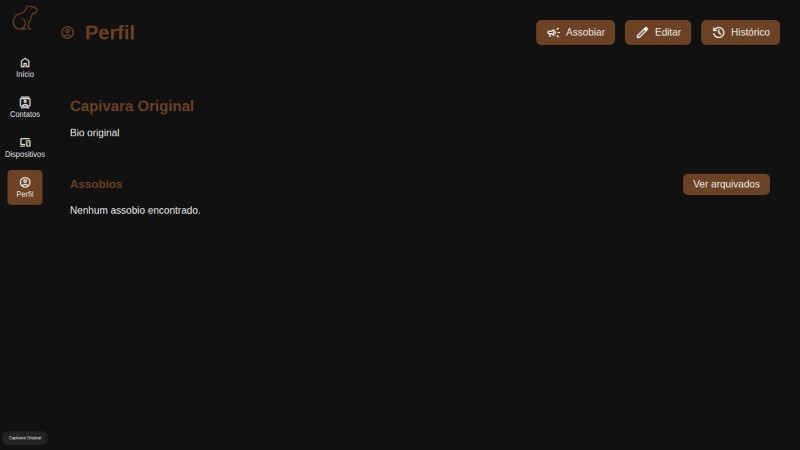 Perfil
Assobiar
Editar
Histórico
Início
Contatos
Dispositivos
Perfil
Capivara Original
Bio original
Assobios
Ver arquivados
Nenhum assobio encontrado.
Capivara Original